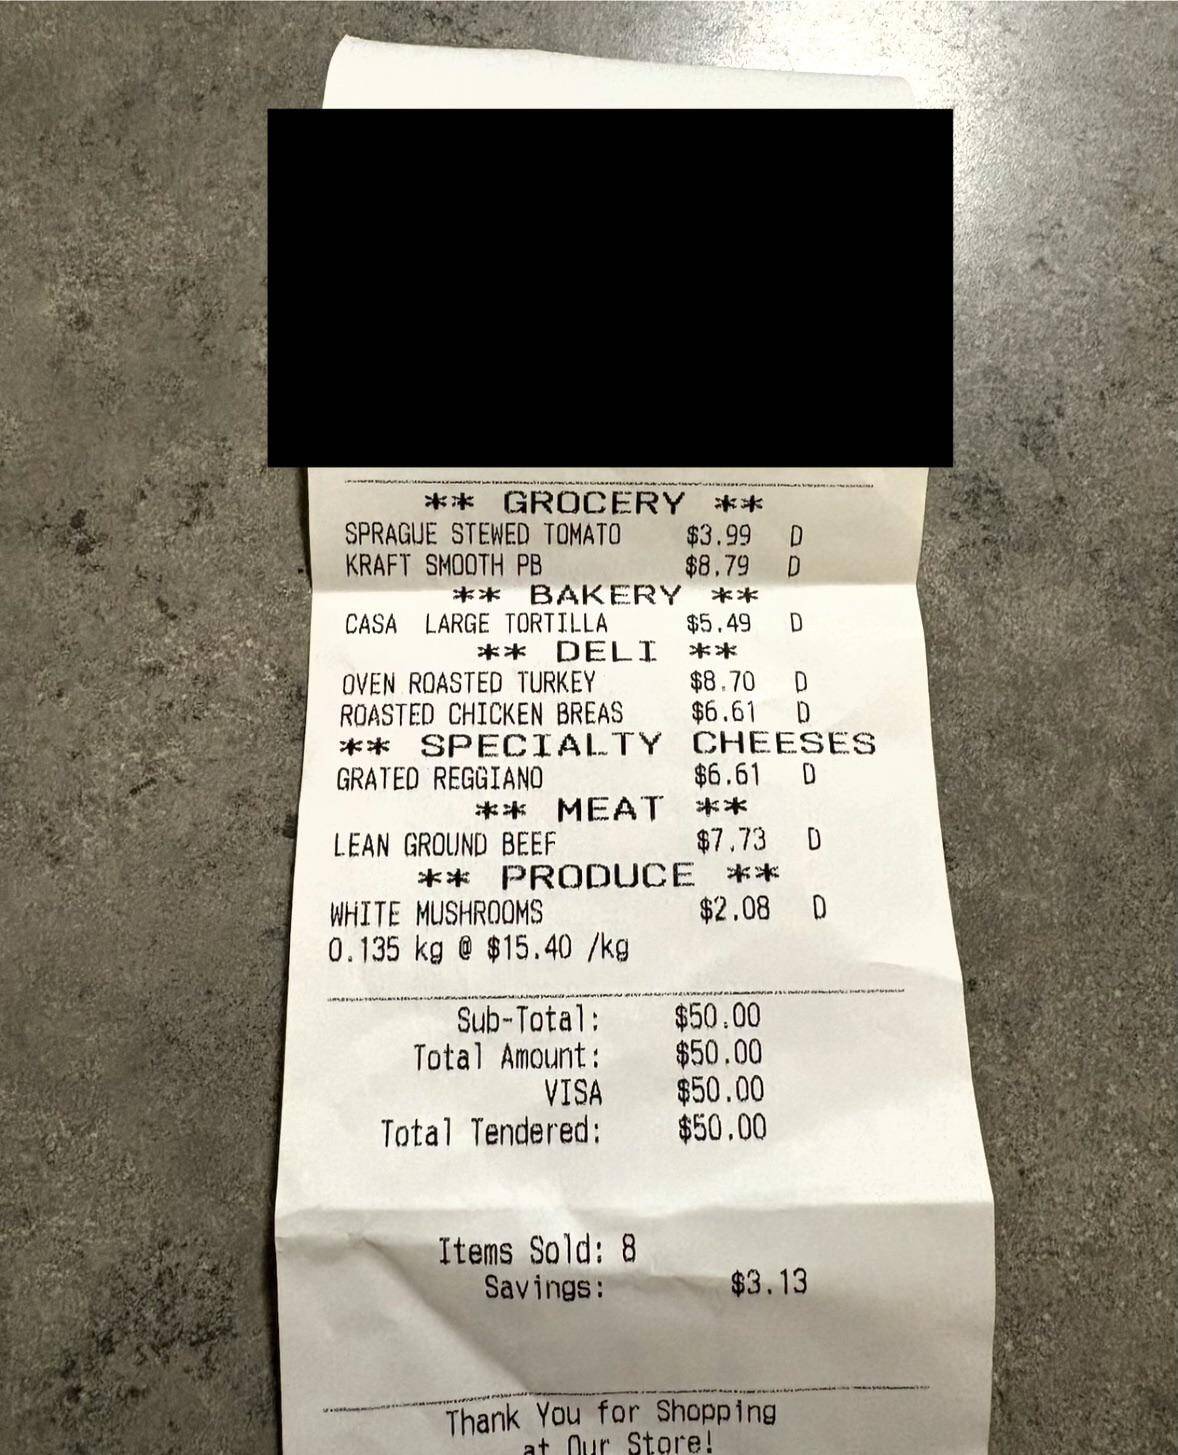 ** GROCERY **
SPRAGUE STEWED TOMATO $3.99 D
KRAFT SMOOTH PB $8.79 D
** BAKERY **
CASA LARGE TORTILLA $5.49 D
** DELI **
OVEN ROASTED TURKEY $8.70 D
ROASTED CHICKEN BREAS $6.61 D
** SPECIALTY CHEESES
GRATED REGGIANO $6.61 D
** MEAT **
LEAN GROUND BEEF $7.73 D
** PRODUCE **
WHITE MUSHROOMS $2.08 D
0.135 kg @ $15.40 /kg
Sub-Total: $50.00
Total Amount: $50.00
VISA $50.00
Total Tendered: $50.00
Items Sold: 8
Savings: $3.13
Thank You for Shopping
at Our Store!